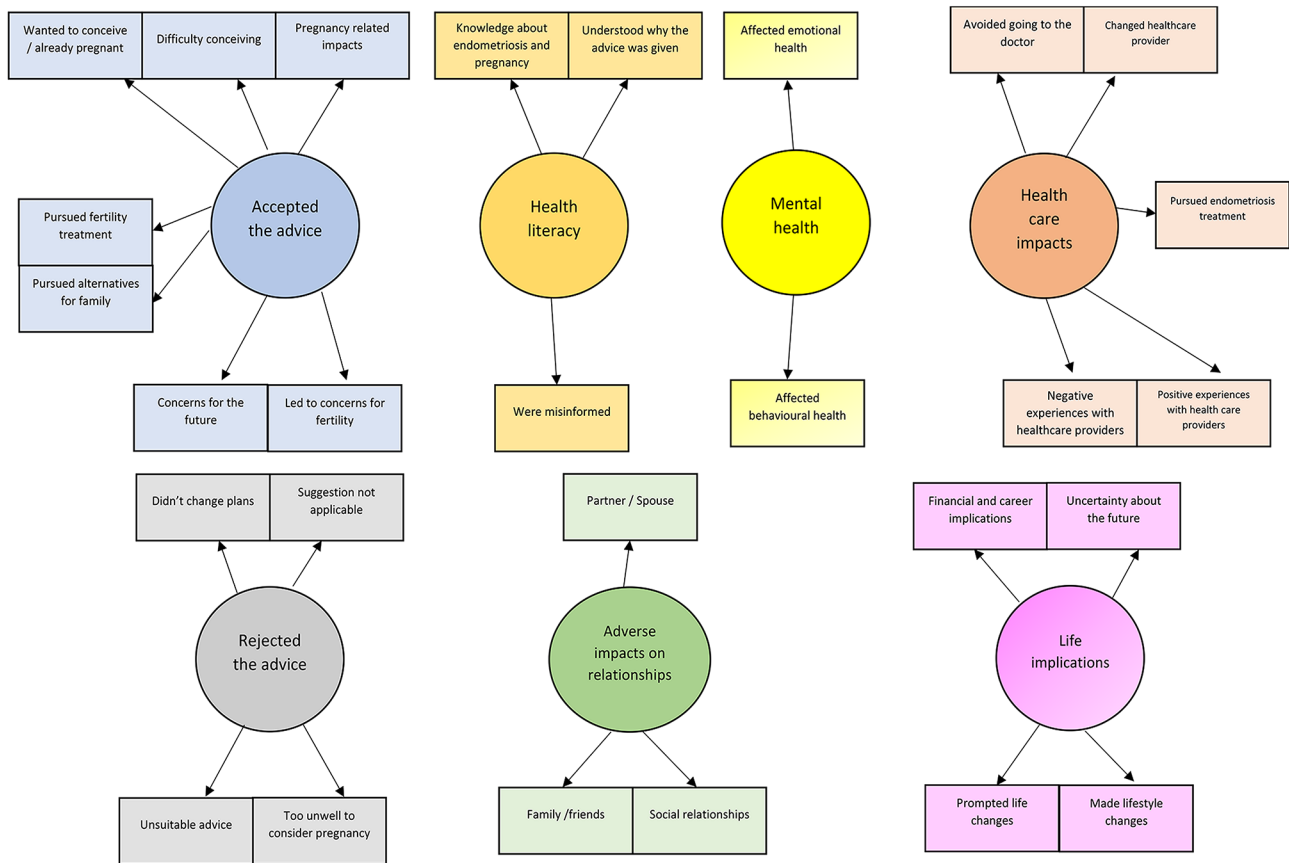 Wanted to conceive
/ already pregnant
Difficulty conceiving
Pregnancy related
impacts
Accepted
the advice
Pursued fertility
treatment
Pursued alternatives
for family
Concerns for the
future
Led to concerns for
fertility
Knowledge about
endometriosis and
pregnancy
Understood why the
advice was given
Health
literacy
Were misinformed
Affected emotional
health
Mental
health
Affected
behavioural health
Avoided going to the
doctor
Changed healthcare
provider
Health
care
impacts
Pursued endometriosis
treatment
Negative
experiences with
healthcare providers
Positive experiences
with health care
providers
Didn’t change plans
Suggestion not
applicable
Rejected
the advice
Unsuitable advice
Too unwell to
consider pregnancy
Partner / Spouse
Adverse
impacts on
relationships
Family /friends
Social relationships
Financial and career
implications
Uncertainty about
the future
Life
implications
Prompted life
changes
Made lifestyle
changes